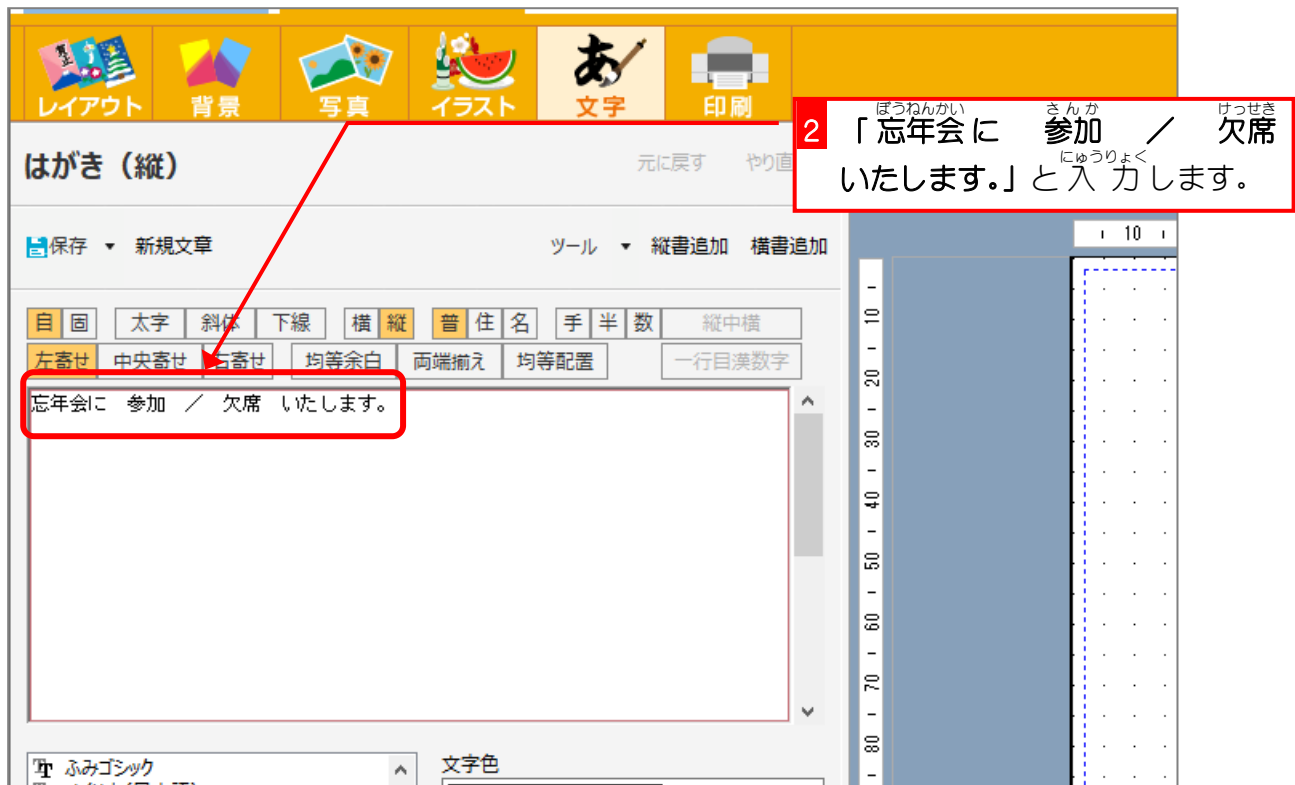 レイアウト 背景 写真 イラスト 文字 印刷
2 「忘年会に 参加 ／ 欠席
ぼうねんかい さんか けっせき
いたします。」と入力します。
にゅうりょく
はがき（縦） 元に戻す やり直
保存 ▼ 新規文章 ツール ▼ 縦書追加 横書追加
自 固 太字 斜体 下線 横 縦 普 住 名 手 半 数 縦中横
左寄せ 中央寄せ 右寄せ 均等余白 両端揃え 均等配置 一行目漢数字
忘年会に 参加 ／ 欠席 いたします。
ふみゴシック
文字色
10
10
20
30
40
50
60
70
80